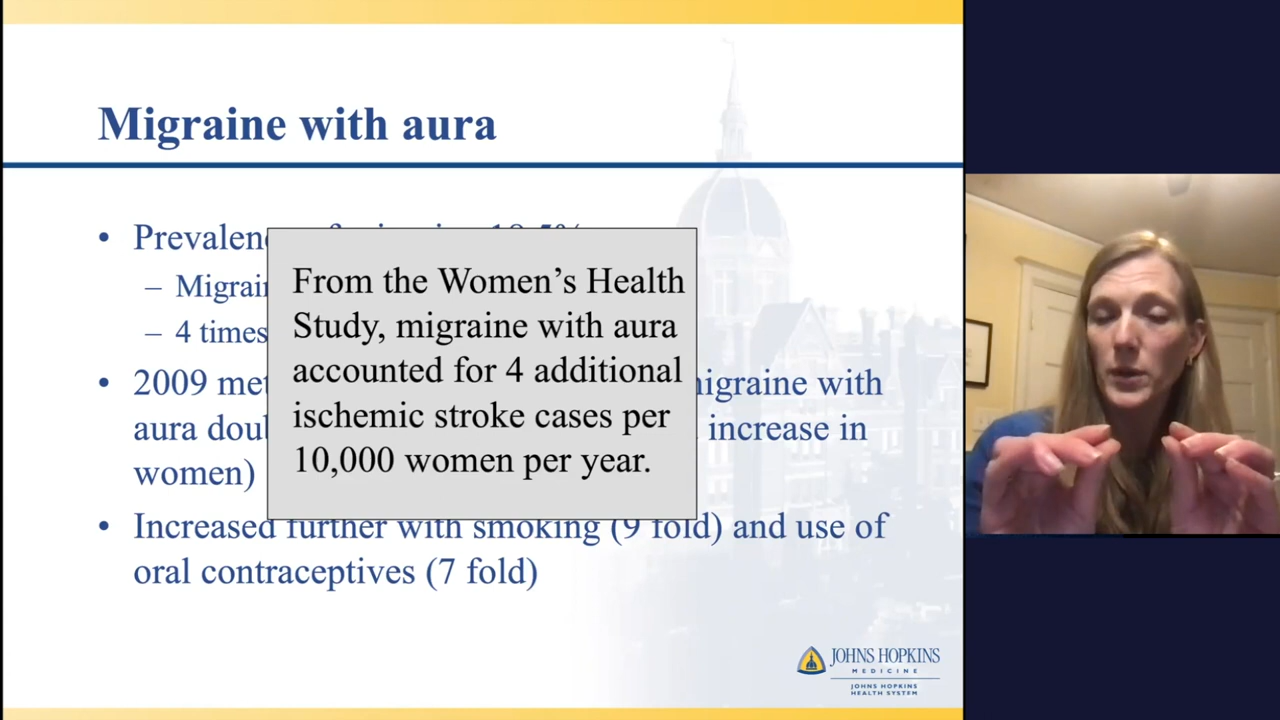 Migraine with aura
• Prevalen
– Migrai
– 4 times
• 2009 met
migraine with
aura dou
increase in
women)
From the Women’s Health
Study, migraine with aura
accounted for 4 additional
ischemic stroke cases per
10,000 women per year.
• Increased further with smoking (9 fold) and use of
oral contraceptives (7 fold)
JOHNS HOPKINS
MEDICINE
JOHNS HOPKINS
HEALTH SYSTEM